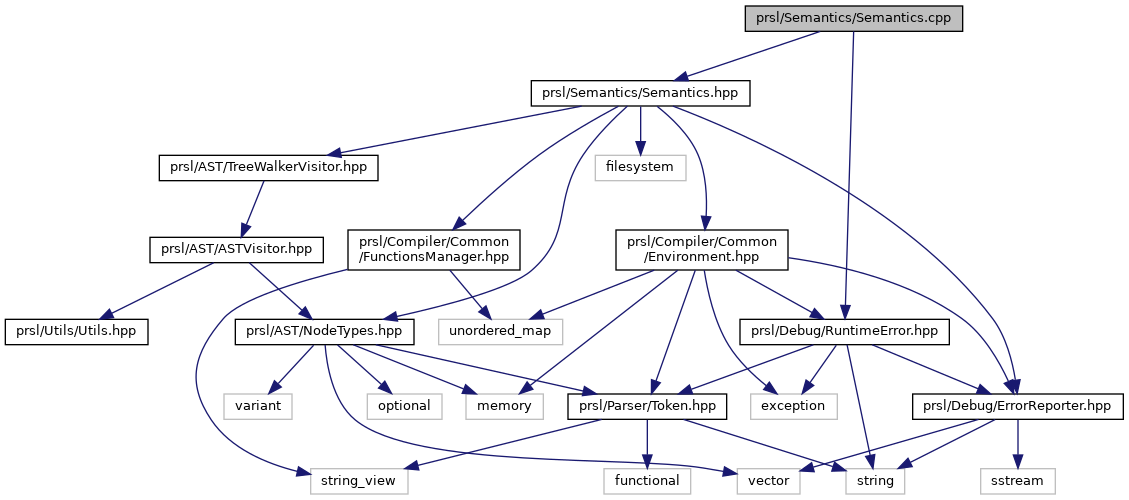 prsl/Semantics/Semantics.cpp
prsl/Semantics/Semantics.hpp
prsl/AST/TreeWalkerVisitor.hpp
filesystem
prsl/AST/ASTVisitor.hpp
prsl/Compiler/Common
/FunctionsManager.hpp
prsl/Compiler/Common
/Environment.hpp
prsl/Utils/Utils.hpp
prsl/AST/NodeTypes.hpp
unordered_map
prsl/Debug/RuntimeError.hpp
variant
optional
memory
prsl/Parser/Token.hpp
exception
prsl/Debug/ErrorReporter.hpp
string_view
functional
vector
string
sstream